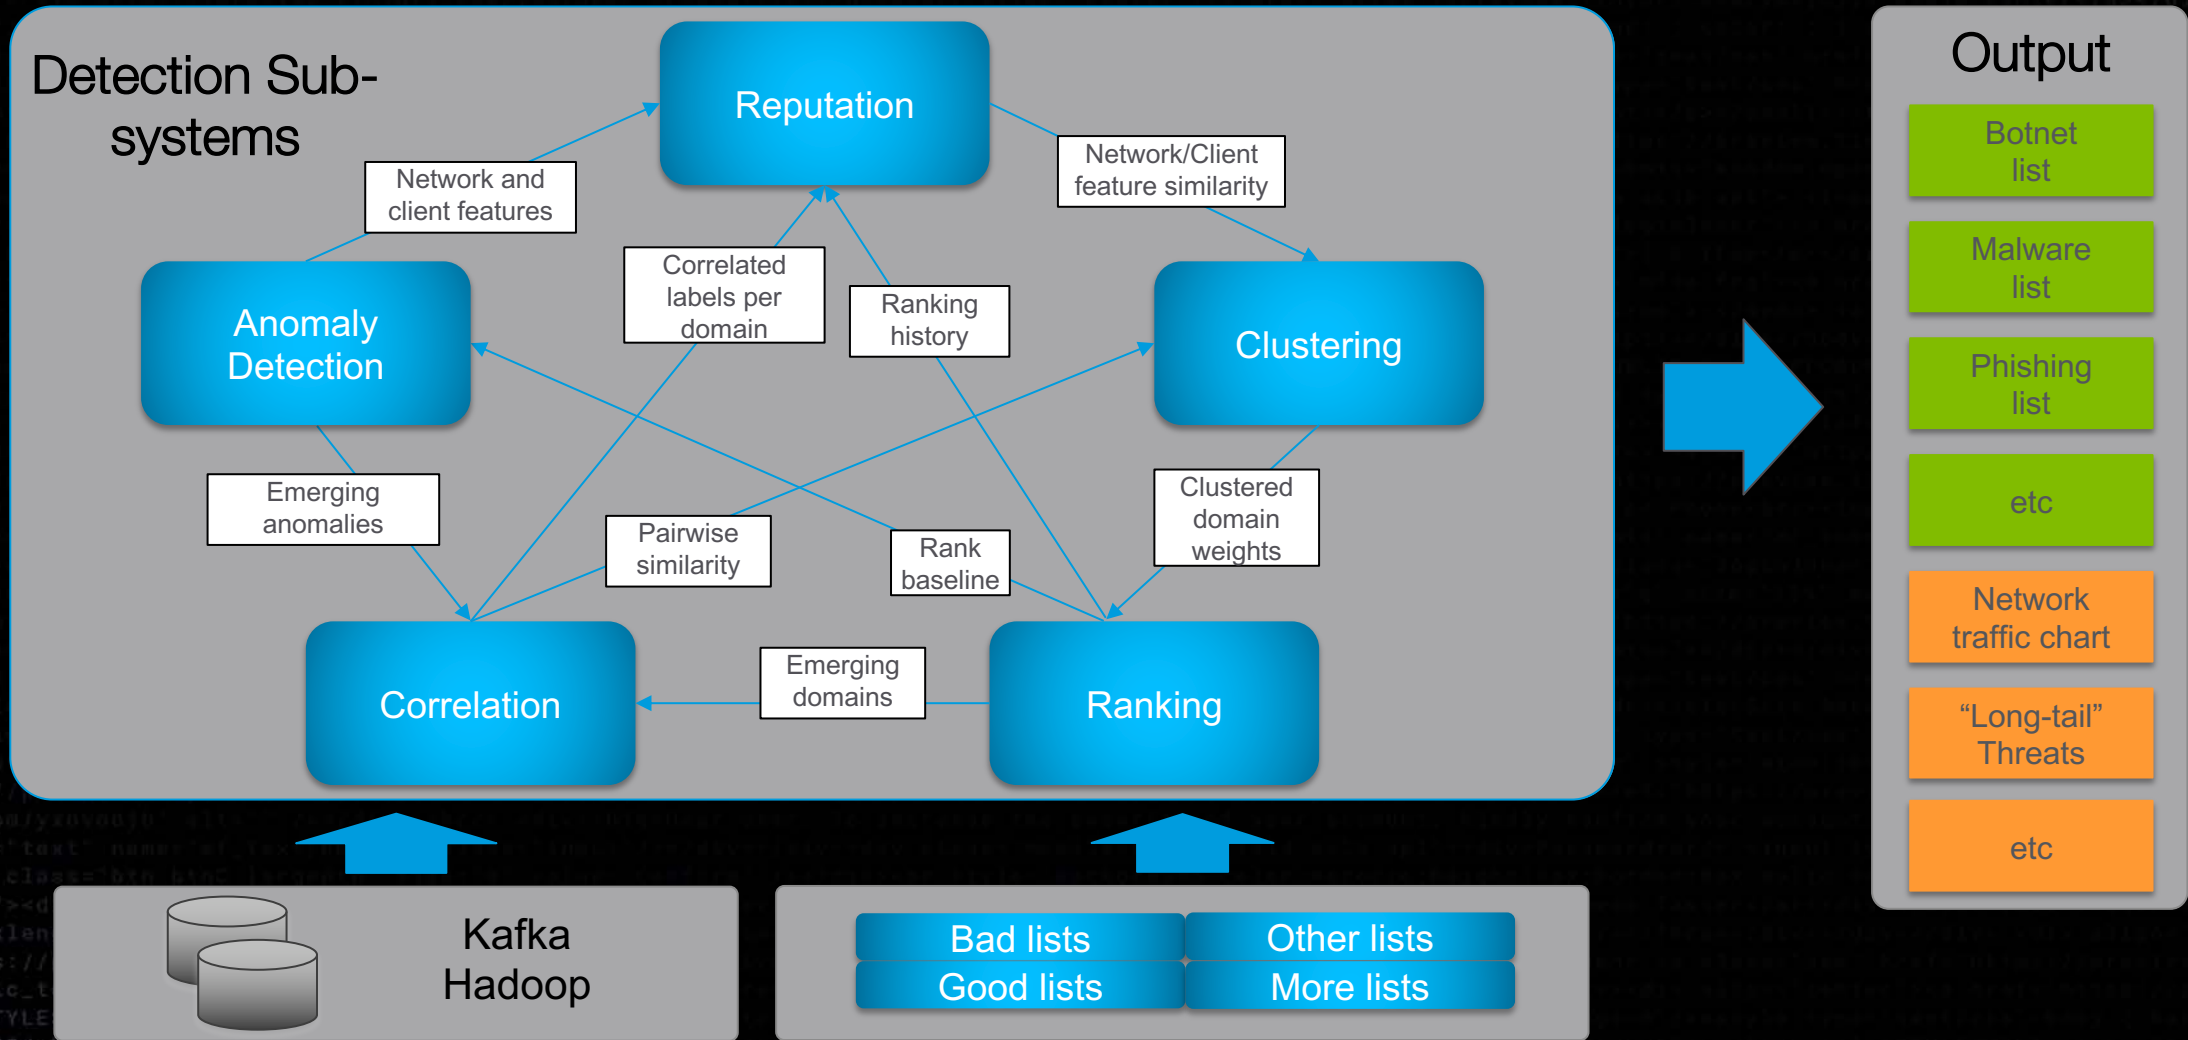 Detection Sub-
systems
Reputation
Network and
client features
Network/Client
feature similarity
Correlated
labels per
domain
Ranking
history
Anomaly
Detection
Clustering
Emerging
anomalies
Pairwise
similarity
Rank
baseline
Clustered
domain
weights
Correlation
Emerging
domains
Ranking
Kafka
Hadoop
Bad lists
Other lists
Good lists
More lists
Output
Botnet
list
Malware
list
Phishing
list
etc
Network
traffic chart
“Long-tail”
Threats
etc